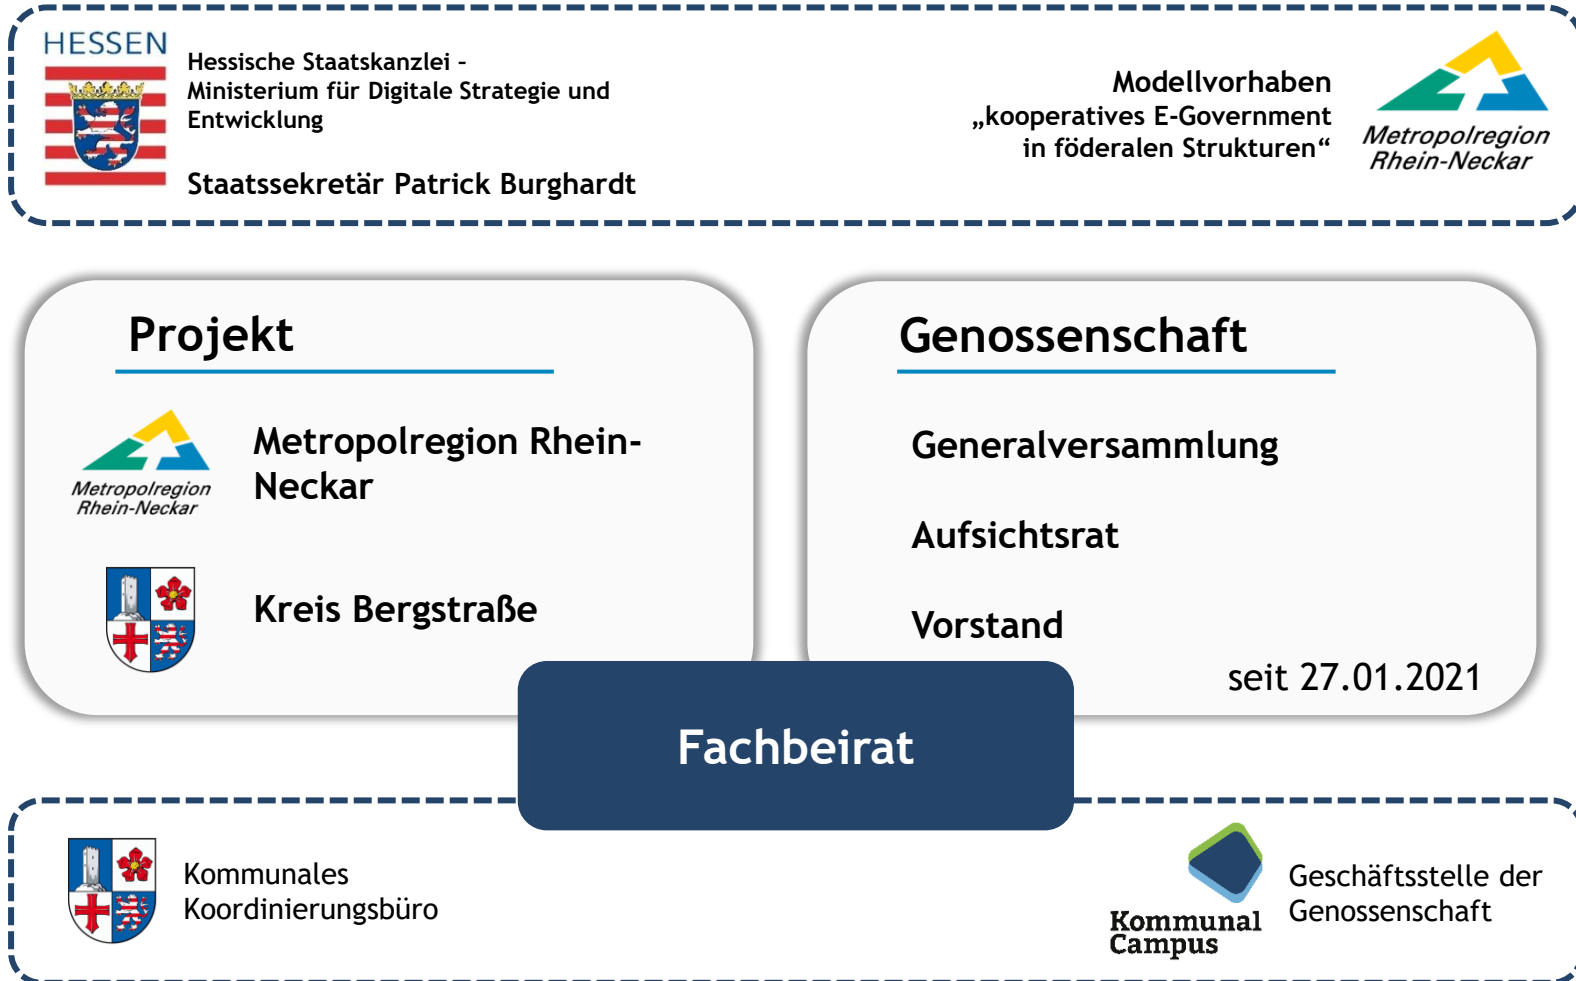 HESSEN
Hessische Staatskanzlei –
Ministerium für Digitale Strategie und
Entwicklung
Staatssekretär Patrick Burghardt
Modellvorhaben
„kooperatives E-Government
in föderalen Strukturen“
Metropolregion
Rhein-Neckar
Projekt
Metropolregion
Rhein-Neckar
Metropolregion Rhein-
Neckar
Kreis Bergstraße
Genossenschaft
Generalversammlung
Aufsichtsrat
Vorstand
seit 27.01.2021
Fachbeirat
Kommunales
Koordinierungsbüro
Kommunal
Campus
Geschäftsstelle der
Genossenschaft